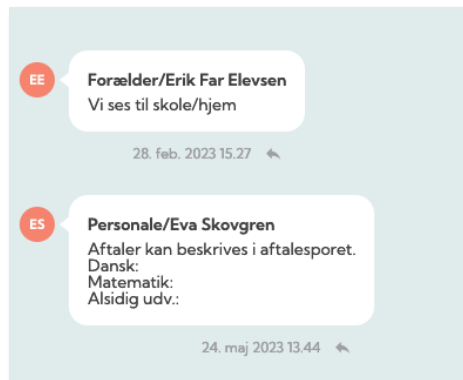 EE
Forælder/Erik Far Elevsen
Vi ses til skole/hjem
28. feb. 2023 15.27
ES
Personale/Eva Skovgren
Aftaler kan beskrives i aftalesporet.
Dansk:
Matematik:
Alsidig udv.:
24. maj 2023 13.44